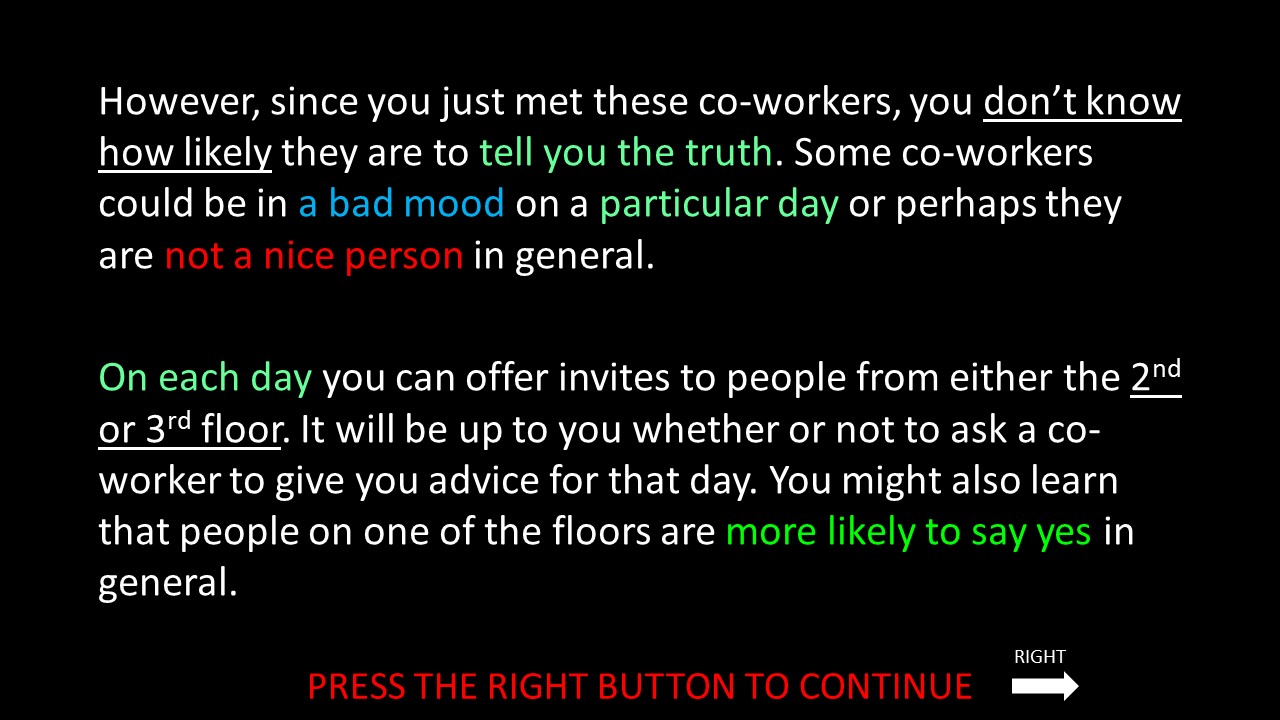 However, since you just met these co-workers, you don’t know
how likely they are to tell you the truth. Some co-workers
could be in a bad mood on a particular day or perhaps they
are not a nice person in general.
On each day you can offer invites to people from either the 2nd
or 3rd floor. It will be up to you whether or not to ask a co-
worker to give you advice for that day. You might also learn
that people on one of the floors are more likely to say yes in
general.
RIGHT
PRESS THE RIGHT BUTTON TO CONTINUE